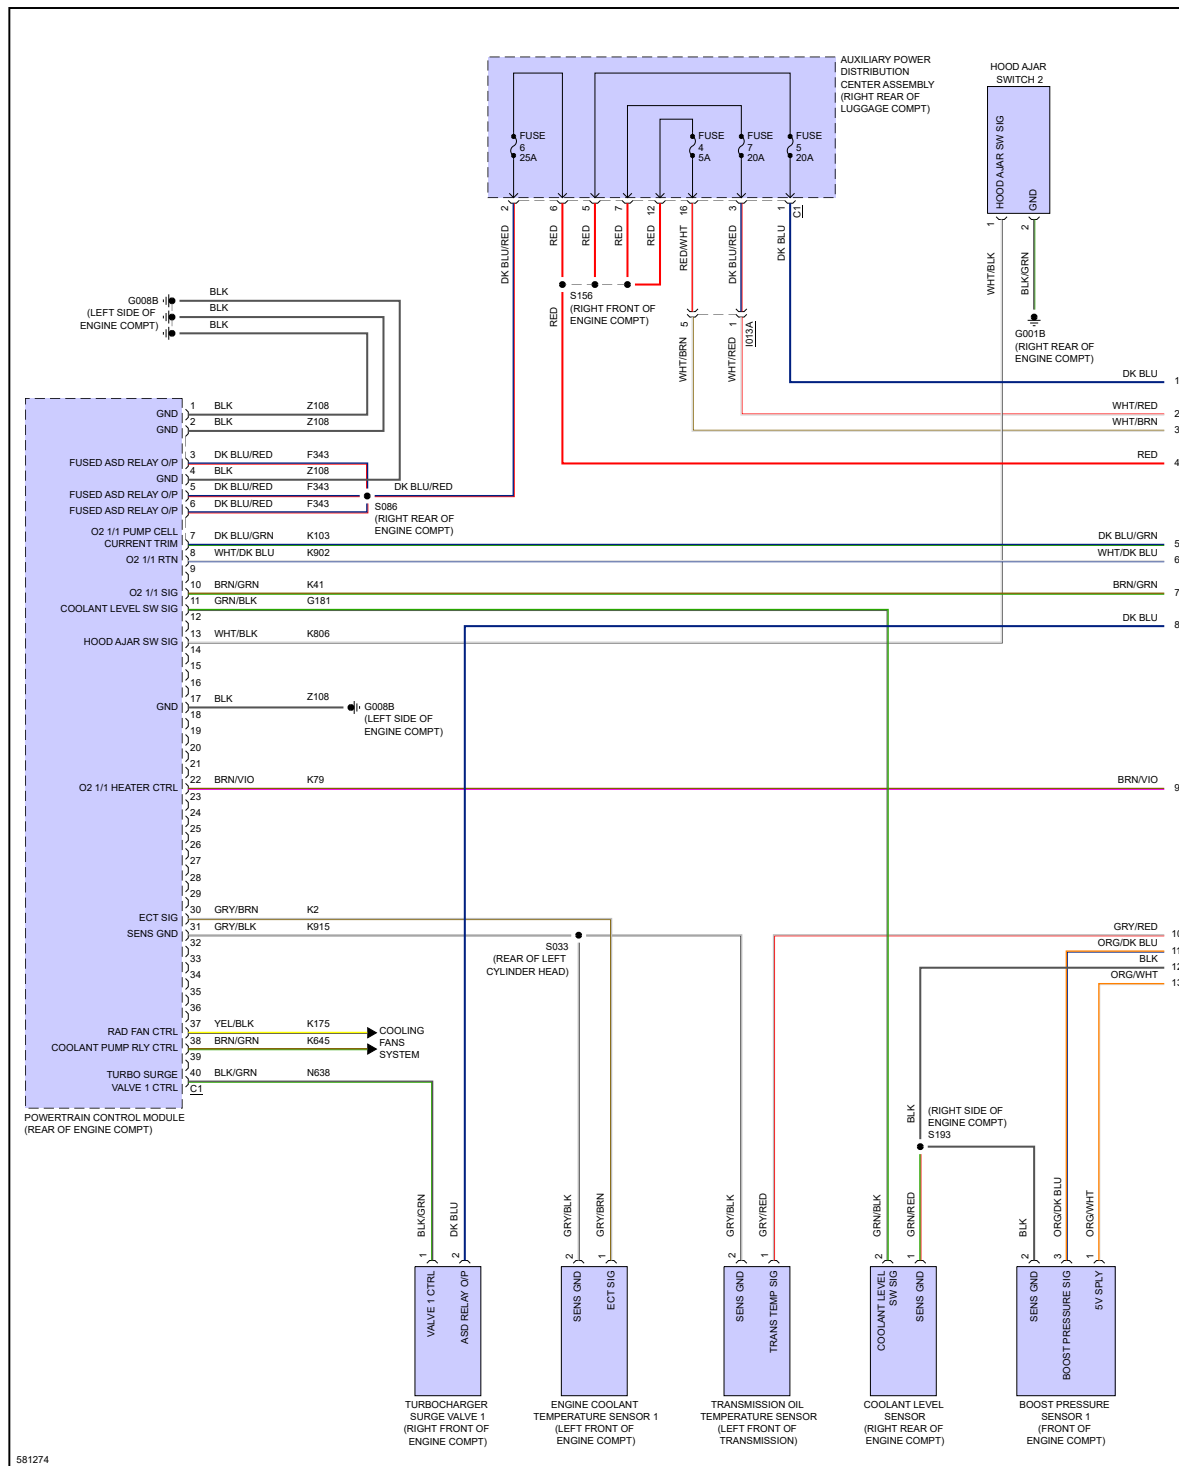 AUXILIARY POWER
DISTRIBUTION
CENTER ASSEMBLY
(RIGHT REAR OF
LUGGAGE COMPT)
HOOD AJAR
SWITCH 2
FUSE
6
25A
FUSE
4
5A
FUSE
7
20A
FUSE
5
20A
HOOD AJAR SW SIG
GND
2
6
5
7
12
16
3
1
C1
1
2
DK BLU/RED
RED
RED
RED
RED
RED/WHT
DK BLU/RED
DK BLU
WHT/BLK
BLK/GRN
G008B
(LEFT SIDE OF
ENGINE COMPT)
BLK
BLK
BLK
S156
(RIGHT FRONT OF
ENGINE COMPT)
RED
5
1
I013A
WHT/BRN
WHT/RED
G001B
(RIGHT REAR OF
ENGINE COMPT)
DK BLU 1
WHT/RED 2
WHT/BRN 3
RED 4
GND 1 BLK Z108
GND 2 BLK Z108
FUSED ASD RELAY O/P 3 DK BLU/RED F343
GND 4 BLK Z108
FUSED ASD RELAY O/P 5 DK BLU/RED F343 DK BLU/RED
FUSED ASD RELAY O/P 6 DK BLU/RED F343
S086
(RIGHT REAR OF
ENGINE COMPT)
O2 1/1 PUMP CELL
CURRENT TRIM 7 DK BLU/GRN K103 DK BLU/GRN 5
O2 1/1 RTN 8 WHT/DK BLU K902 WHT/DK BLU 6
9
O2 1/1 SIG 10 BRN/GRN K41 BRN/GRN 7
COOLANT LEVEL SW SIG 11 GRN/BLK G181
12
DK BLU 8
HOOD AJAR SW SIG 13 WHT/BLK K806
14
15
16
GND 17 BLK Z108
G008B
(LEFT SIDE OF
ENGINE COMPT)
18
19
20
21
O2 1/1 HEATER CTRL 22 BRN/VIO K79 BRN/VIO 9
23
24
25
26
27
28
29
ECT SIG 30 GRY/BRN K2
SENS GND 31 GRY/BLK K915
S033
(REAR OF LEFT
CYLINDER HEAD)
GRY/RED 10
ORG/DK BLU 11
BLK 12
ORG/WHT 13
32
33
34
35
36
RAD FAN CTRL 37 YEL/BLK K175
COOLANT PUMP RLY CTRL 38 BRN/GRN K645
COOLING
FANS
SYSTEM
39
TURBO SURGE
VALVE 1 CTRL 40 BLK/GRN N638
C1
POWERTRAIN CONTROL MODULE
(REAR OF ENGINE COMPT)
BLK
(RIGHT SIDE OF
ENGINE COMPT)
S193
BLK/GRN
DK BLU
GRY/BLK
GRY/BRN
GRY/BLK
GRY/RED
GRN/BLK
GRN/RED
BLK
ORG/DK BLU
ORG/WHT
1
2
2
1
2
1
2
1
2
3
1
VALVE 1 CTRL
ASD RELAY O/P
SENS GND
ECT SIG
SENS GND
TRANS TEMP SIG
COOLANT LEVEL
SW SIG
SENS GND
SENS GND
BOOST PRESSURE SIG
5V SPLY
TURBOCHARGER
SURGE VALVE 1
(RIGHT FRONT OF
ENGINE COMPT)
ENGINE COOLANT
TEMPERATURE SENSOR 1
(LEFT FRONT OF
ENGINE COMPT)
TRANSMISSION OIL
TEMPERATURE SENSOR
(LEFT FRONT OF
TRANSMISSION)
COOLANT LEVEL
SENSOR
(RIGHT REAR OF
ENGINE COMPT)
BOOST PRESSURE
SENSOR 1
(FRONT OF
ENGINE COMPT)
581274